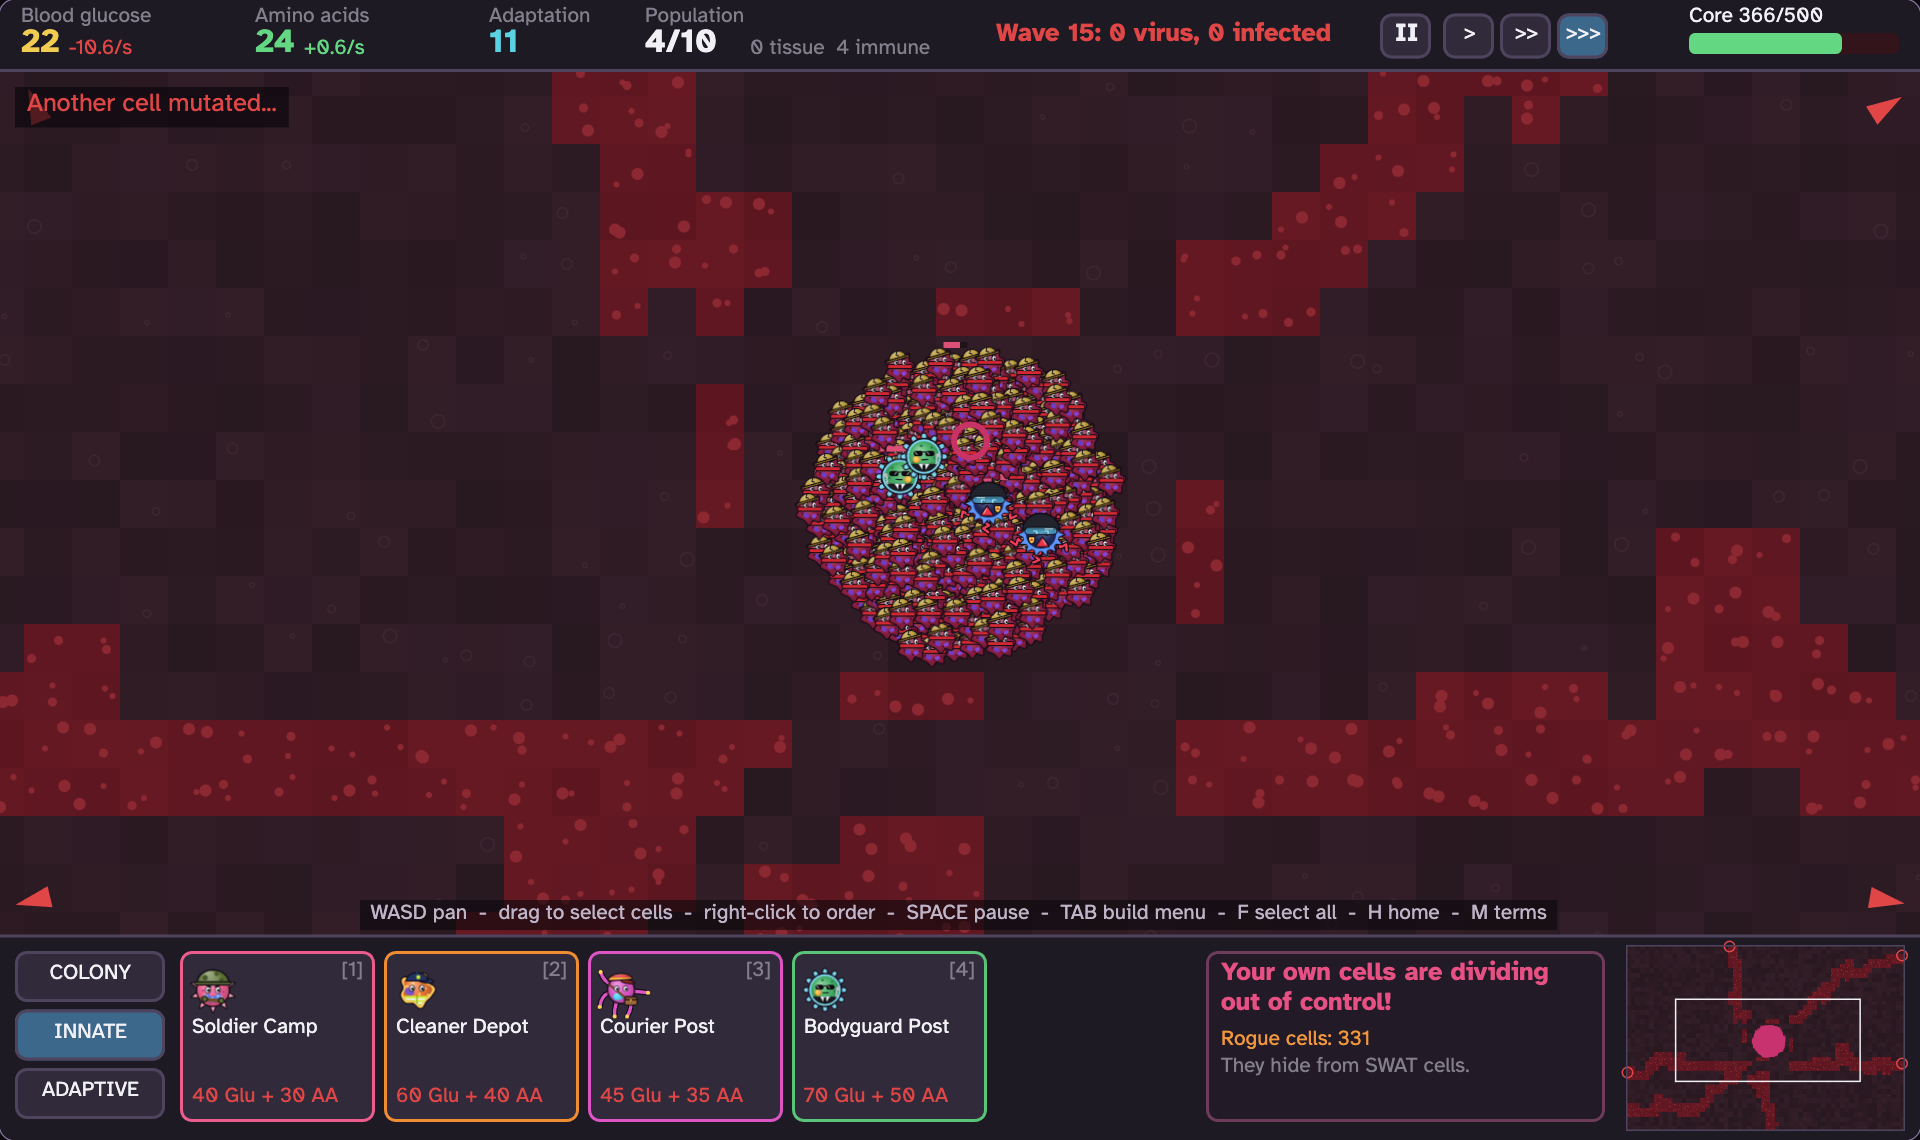 Blood glucose
22 -10.6/s
Amino acids
24 +0.6/s
Adaptation
11
Population
4/10 0 tissue 4 immune
Wave 15: 0 virus, 0 infected
II > >> >>>
Core 366/500
Another cell mutated...
WASD pan - drag to select cells - right-click to order - SPACE pause - TAB build menu - F select all - H home - M terms
COLONY
INNATE
ADAPTIVE
[1]
Soldier Camp
40 Glu + 30 AA
[2]
Cleaner Depot
60 Glu + 40 AA
[3]
Courier Post
45 Glu + 35 AA
[4]
Bodyguard Post
70 Glu + 50 AA
Your own cells are dividing
out of control!
Rogue cells: 331
They hide from SWAT cells.